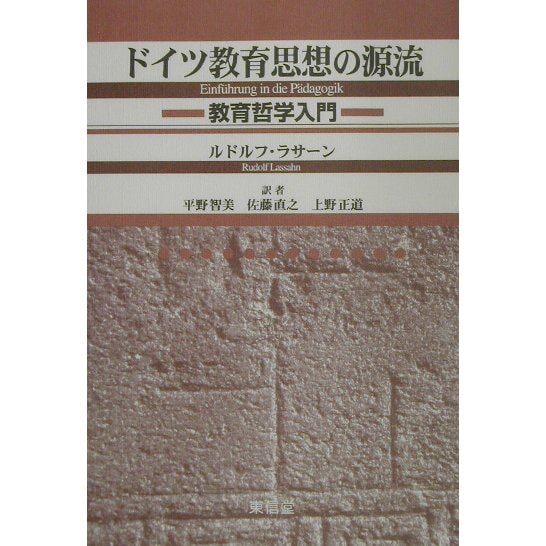 ドイツ教育思想の源流
Einführung in die Pädagogik
教育哲学入門
ルドルフ・ラサーン
Rudolf Lassahn
訳者
平野智美 佐藤直之 上野正道
東信堂